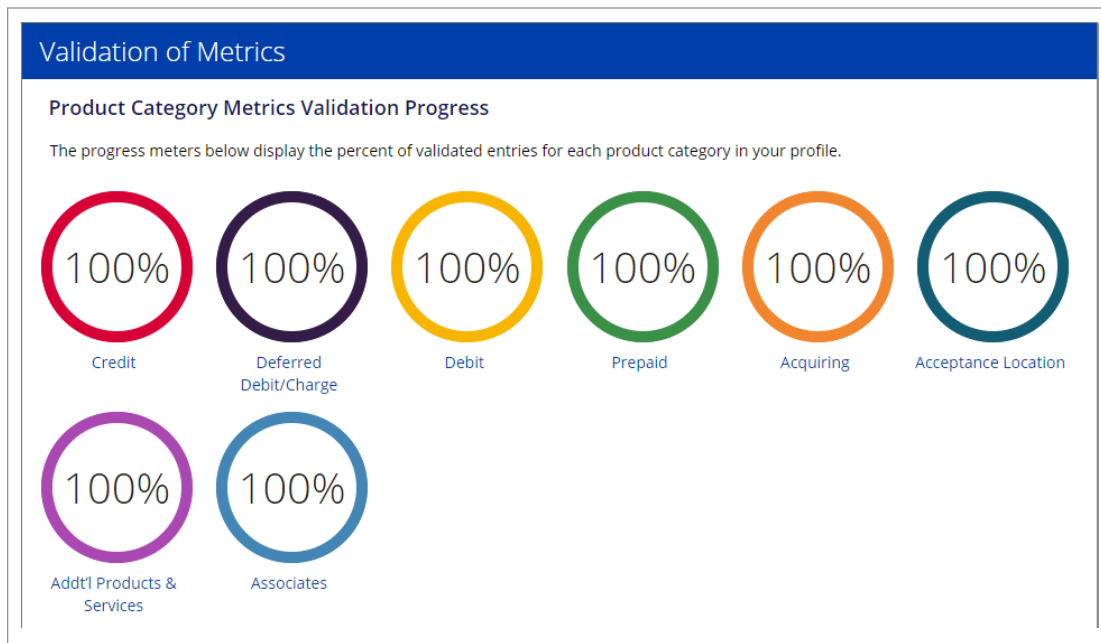 Validation of Metrics
Product Category Metrics Validation Progress
The progress meters below display the percent of validated entries for each product category in your profile.
100% 100% 100% 100% 100% 100%
Credit Deferred Debit Prepaid Acquiring Acceptance Location
Debit/Charge
100% 100%
Addt'l Products & Associates
Services